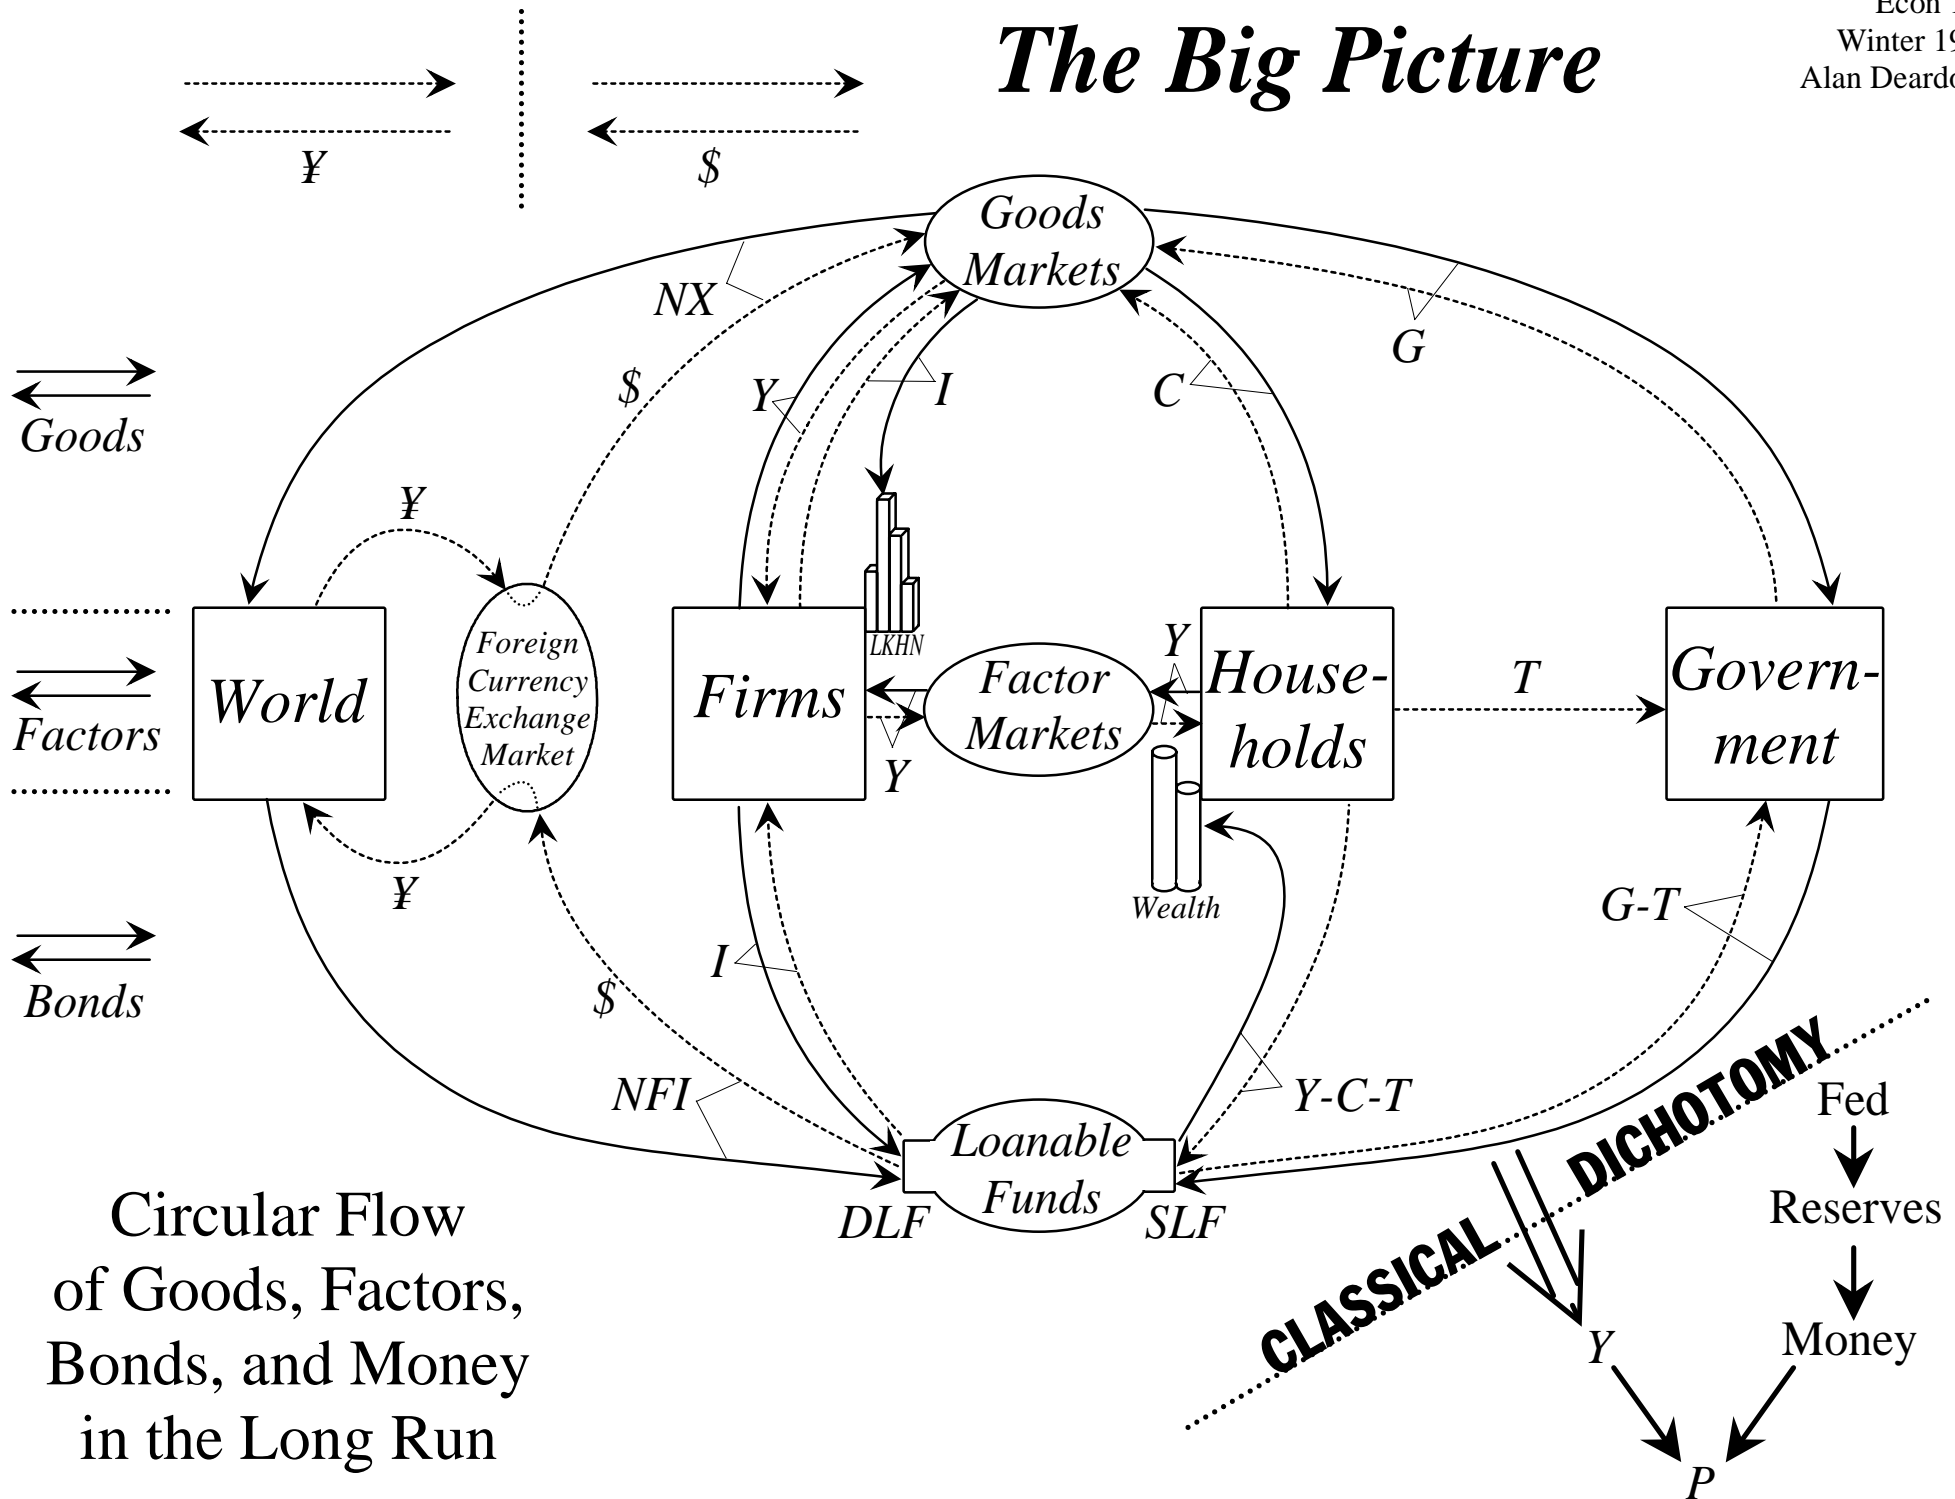 The Big Picture
Econ
Winter 19
Alan Deardo
¥
$
Goods
Markets
NX
$
Y
I
C
G
Goods
¥
LKHN
World
Foreign
Currency
Exchange
Market
Firms
Factor
Markets
Y
House-
holds
T
Govern-
ment
Factors
Y
¥
Wealth
G-T
I
$
Bonds
NFI
Y-C-T
Loanable
Funds
DLF
SLF
CLASSICAL DICHOTOMY
Fed
Reserves
Money
Y
P
Circular Flow
of Goods, Factors,
Bonds, and Money
in the Long Run